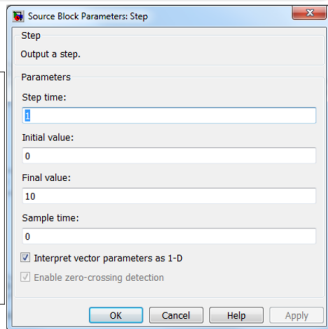 Source Block Parameters: Step
Step
Output a step.
Parameters
Step time:
1
Initial value:
0
Final value:
10
Sample time:
0
Interpret vector parameters as 1-D
Enable zero-crossing detection
OK Cancel Help Apply